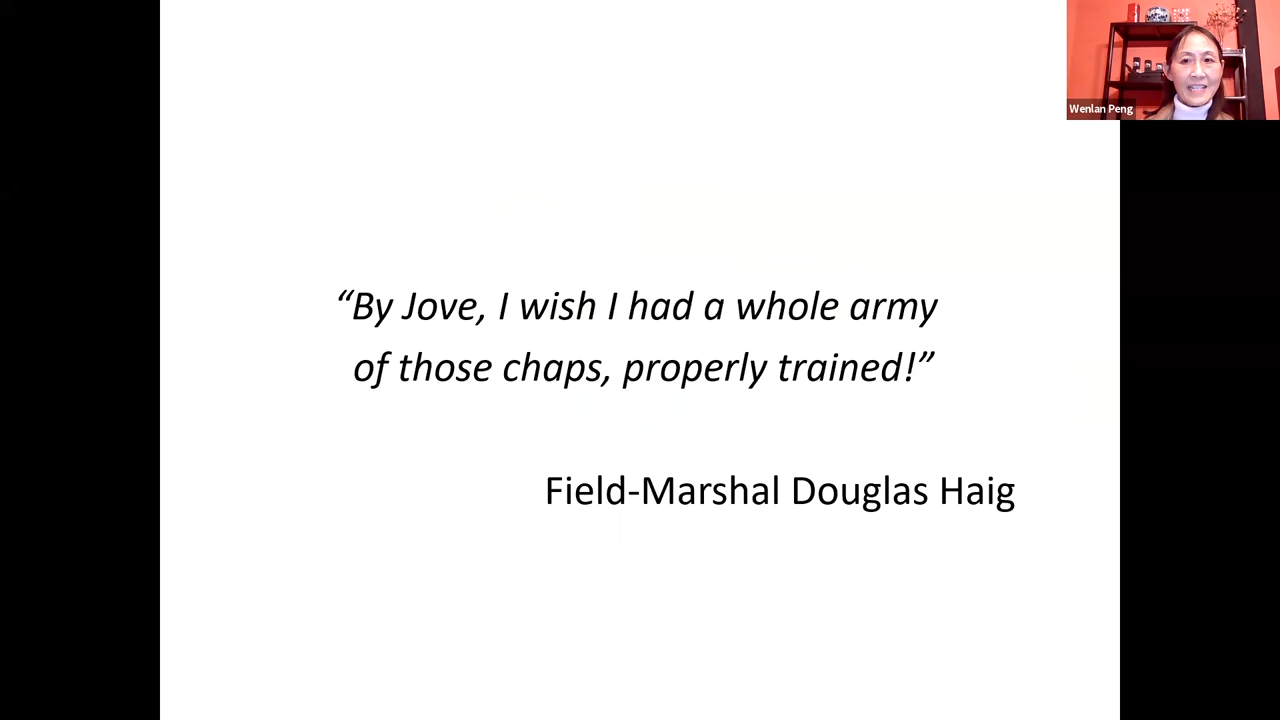 Wenlan Peng
“By Jove, I wish I had a whole army
of those chaps, properly trained!”
Field-Marshal Douglas Haig